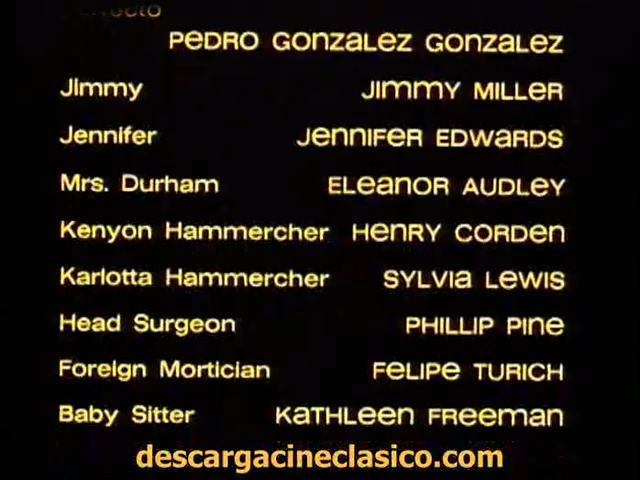 PEDRO GONZALEZ GONZALEZ
Jimmy JIMMY MILLER
Jennifer JENNIFER EDWARDS
Mrs. Durham ELEANOR AUDLEY
Kenyon Hammercher HENRY CORDEN
Karlotta Hammercher SYLVIA LEWIS
Head Surgeon PHILLIP PINE
Foreign Mortician FELIPE TURICH
Baby Sitter KATHLEEN FREEMAN
descargacineclasico.com